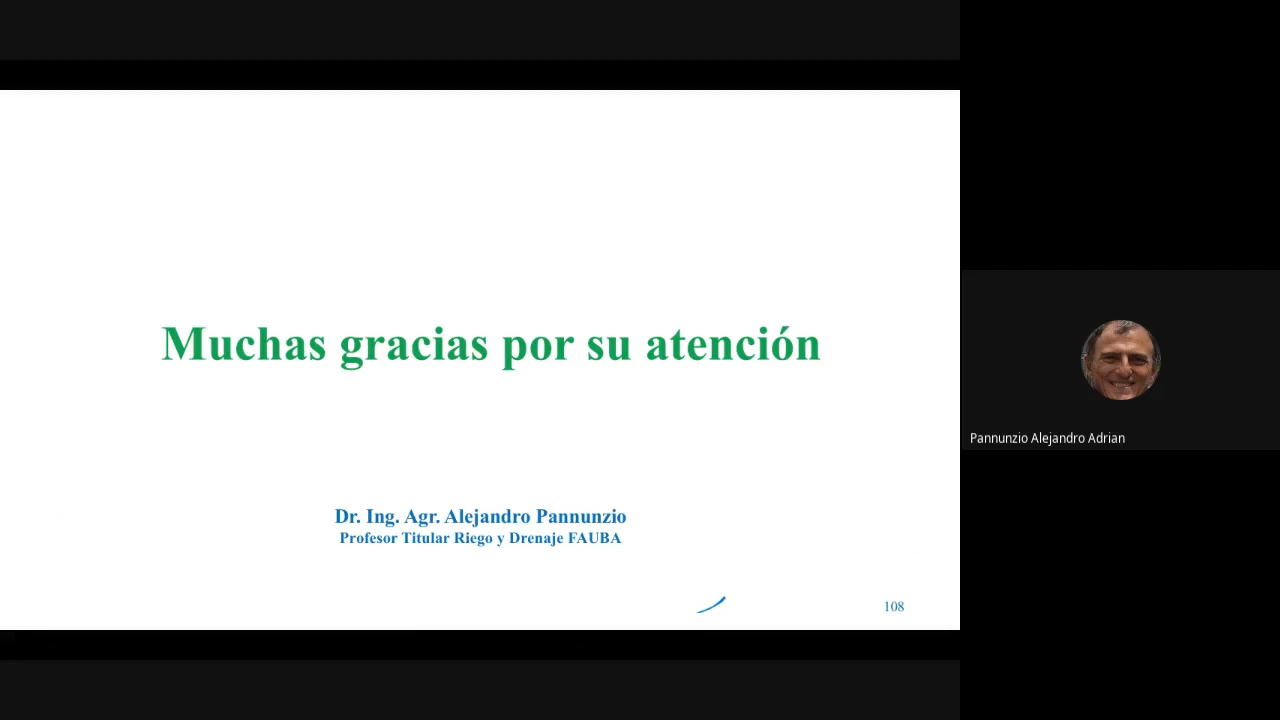 Muchas gracias por su atención
Pannunzio Alejandro Adrian
Dr. Ing. Agr. Alejandro Pannunzio
Profesor Titular Riego y Drenaje FAUBA
108